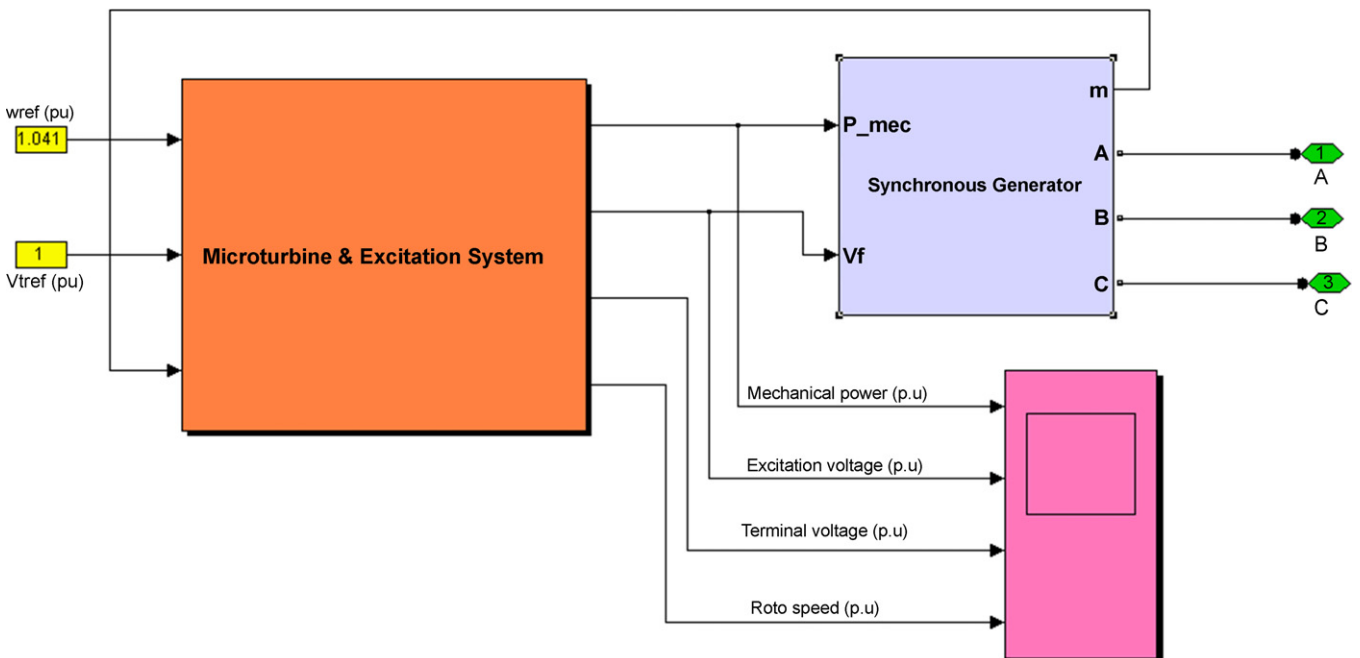 wref (pu)
1.041
1
Vtref (pu)
Microturbine & Excitation System
m
P_mec
A
Synchronous Generator
B
Vf
C
1
A
2
B
3
C
Mechanical power (p.u)
Excitation voltage (p.u)
Terminal voltage (p.u)
Roto speed (p.u)